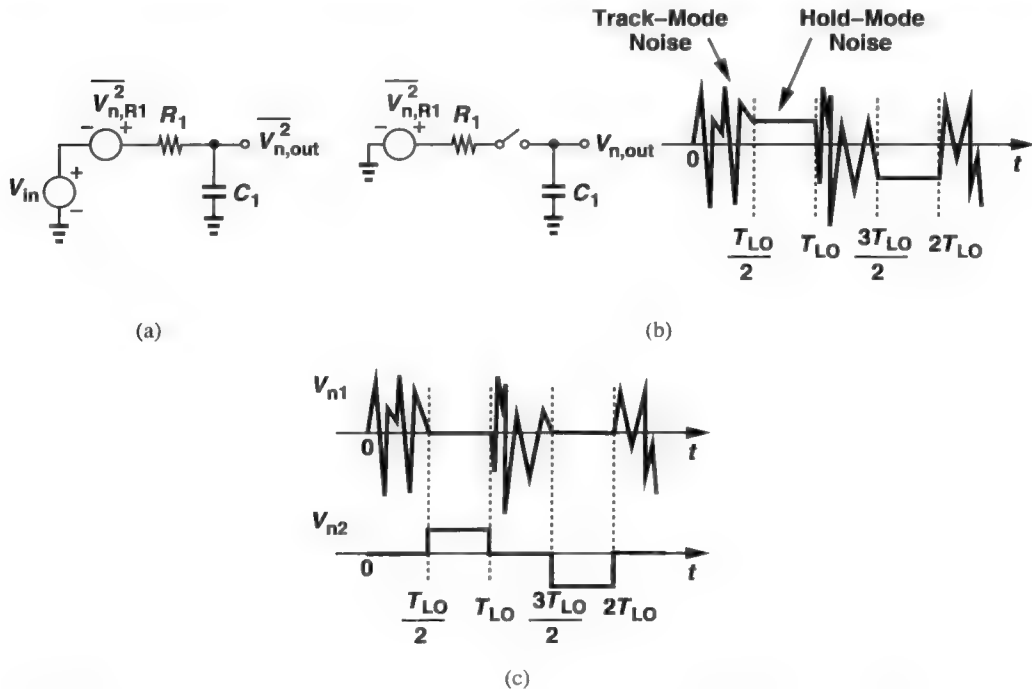 Track–Mode Noise
Hold–Mode Noise
V²n,R1
R1
V²n,out
Vin
+
−
C1
(a)
V²n,R1
− +
R1
Vn,out
C1
0
t
TLO/2
TLO
3TLO/2
2TLO
(b)
Vn1
0
t
Vn2
0
t
TLO/2
TLO
3TLO/2
2TLO
(c)